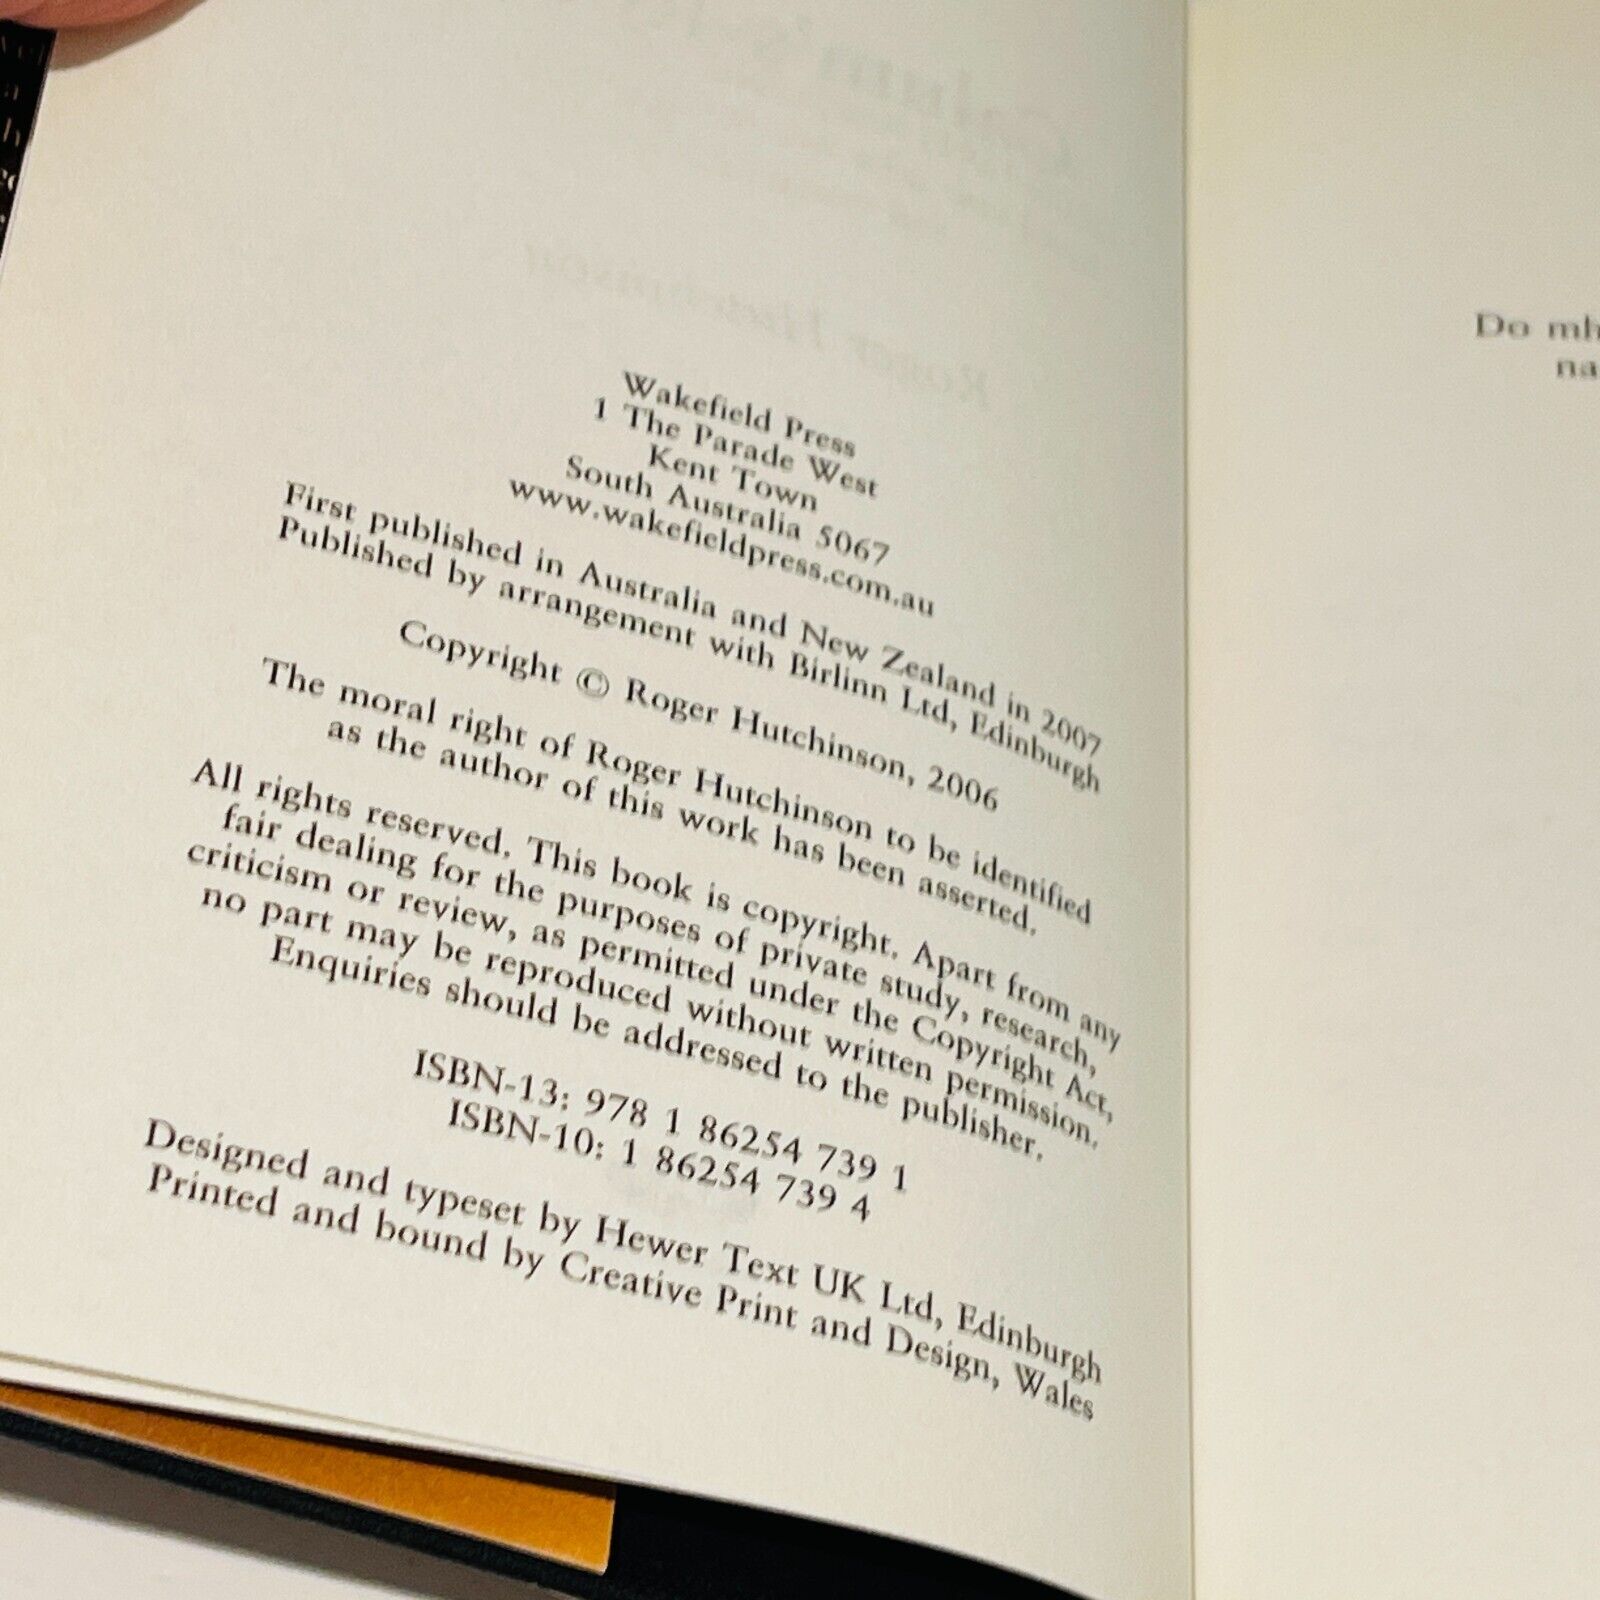 Wakefield Press
1 The Parade West
Kent Town
South Australia 5067
www.wakefieldpress.com.au
First published in Australia and New Zealand in 2007
Published by arrangement with Birlinn Ltd, Edinburgh
Copyright © Roger Hutchinson, 2006
The moral right of Roger Hutchinson to be identified
as the author of this work has been asserted.
All rights reserved. This book is copyright. Apart from any
fair dealing for the purposes of private study, research,
criticism or review, as permitted under the Copyright Act,
no part may be reproduced without written permission.
Enquiries should be addressed to the publisher.
ISBN-13: 978 1 86254 739 1
ISBN-10: 1 86254 739 4
Designed and typeset by Hewer Text UK Ltd, Edinburgh
Printed and bound by Creative Print and Design, Wales
Do mh
na